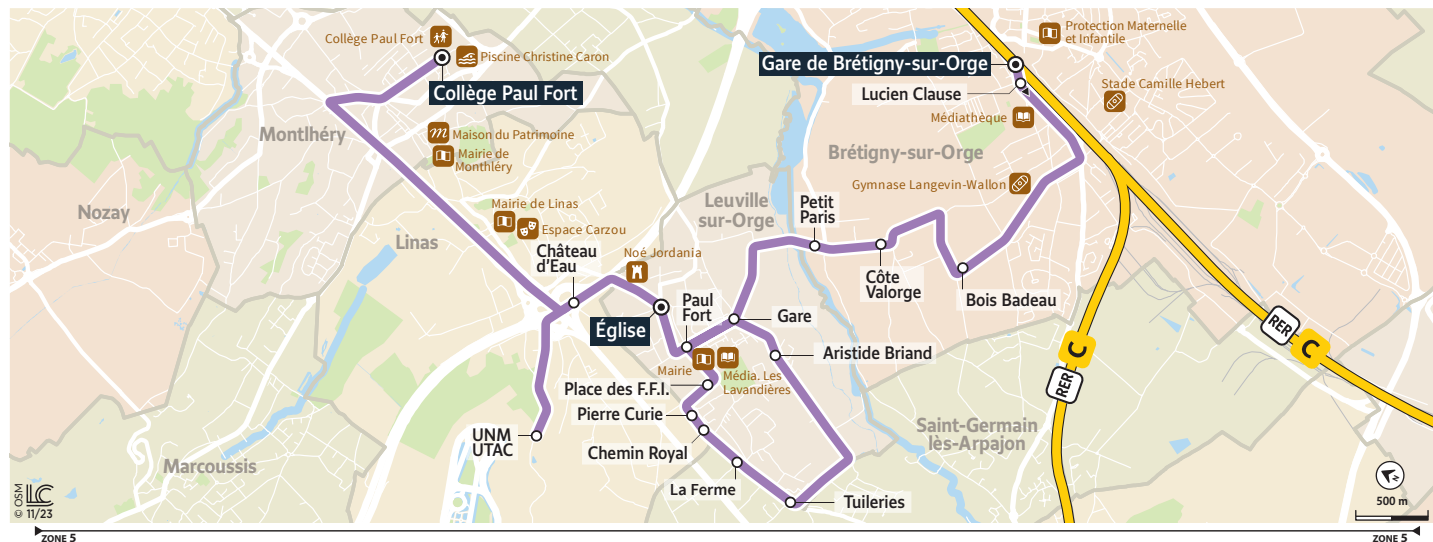 Collège Paul Fort
Piscine Christine Caron
Collège Paul Fort
Montlhéry
Maison du Patrimoine
Mairie de
Monthléry
Nozay
Linas
Mairie de Linas
Espace Carzou
Château
d'Eau
Noé Jordania
Église
Leuville
sur-Orge
Paul
Fort
Gare
Aristide Briand
Mairie
Média. Les
Lavandières
Place des F.F.I.
Pierre Curie
Chemin Royal
La Ferme
Tuileries
UNM
UTAC
Marcoussis
Petit
Paris
Côte
Valorge
Bois Badeau
Gare de Brétigny-sur-Orge
Lucien Clause
Médiathèque
Brétigny-sur-Orge
Gymnase Langevin-Wallon
Protection Maternelle
et Infantile
Stade Camille Hebert
RER C
RER C
Saint-Germain
lès-Arpajon
N
500 m
© OSM
11/23
LC
ZONE 5
ZONE 5